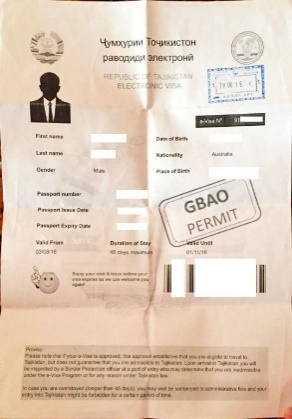 Ҷумҳурии Тоҷикистон
раводиди электронӣ
REPUBLIC OF TAJIKISTAN
ELECTRONIC VISA
e-Visa N°
First name
Date of Birth
Last name
Nationality Australia
Gender Male
Place of Birth
Passport number
Passport Issue Date
Passport Expiry Date
GBAO
PERMIT
Valid From Duration of Stay Valid Until
03/08/16 45 days maximum 01/11/16
Enjoy your visit & leave before your
visa expires so that we can welcome you
again!
Please note that if your e-Visa is approved, this approval establishes that you are eligible to travel to
Tajikistan, but does not guarantee that you are admissible to Tajikistan. Upon arrival in Tajikistan you will
be inspected by a Border Protection officer at a port of entry who may determine that you are inadmissible
under the e-Visa Program or for any reason under Tajikistan law.
In case you are overstayed (longer than 45 days), you may well be sentenced to administrative fine and your
entry into Tajikistan might be forbidden for a certain period of time.